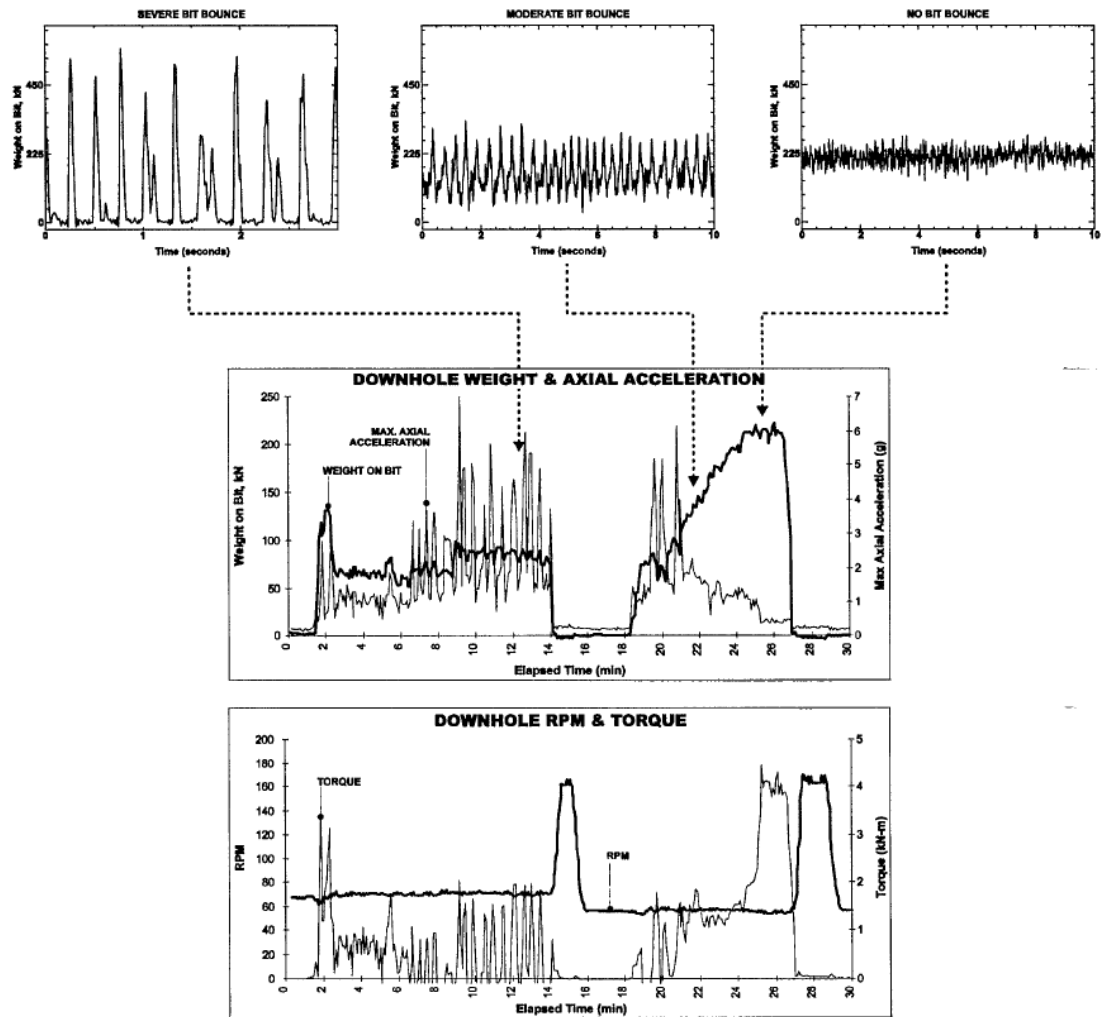 SEVERE BIT BOUNCE
Weight on Bit, kN
450
225
0
0
1
2
Time (seconds)
MODERATE BIT BOUNCE
Weight on Bit, kN
450
225
0
0 2 4 6 8 10
Time (seconds)
NO BIT BOUNCE
Weight on Bit, kN
450
225
0
0 2 4 6 8 10
Time (seconds)
DOWNHOLE WEIGHT & AXIAL ACCELERATION
Weight on Bit, kN
250
200
150
100
50
0
MAX. AXIAL
ACCELERATION
WEIGHT ON BIT
7
6
5
4
3
2
1
0
Max Axial Acceleration (g)
0 2 4 6 8 10 12 14 16 18 20 22 24 26 28 30
Elapsed Time (min)
DOWNHOLE RPM & TORQUE
RPM
200
180
160
140
120
100
80
60
40
20
0
TORQUE
RPM
5
4
3
2
1
0
Torque (kN-m)
0 2 4 6 8 10 12 14 16 18 20 22 24 26 28 30
Elapsed Time (min)